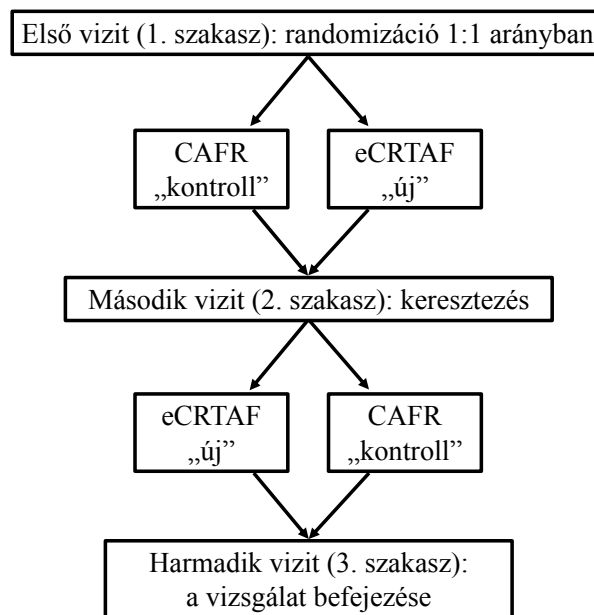 Első vizit (1. szakasz): randomizáció 1:1 arányban
CAFR
„kontroll”
eCRTAF
„új”
Második vizit (2. szakasz): keresztezés
eCRTAF
„új”
CAFR
„kontroll”
Harmadik vizit (3. szakasz):
a vizsgálat befejezése